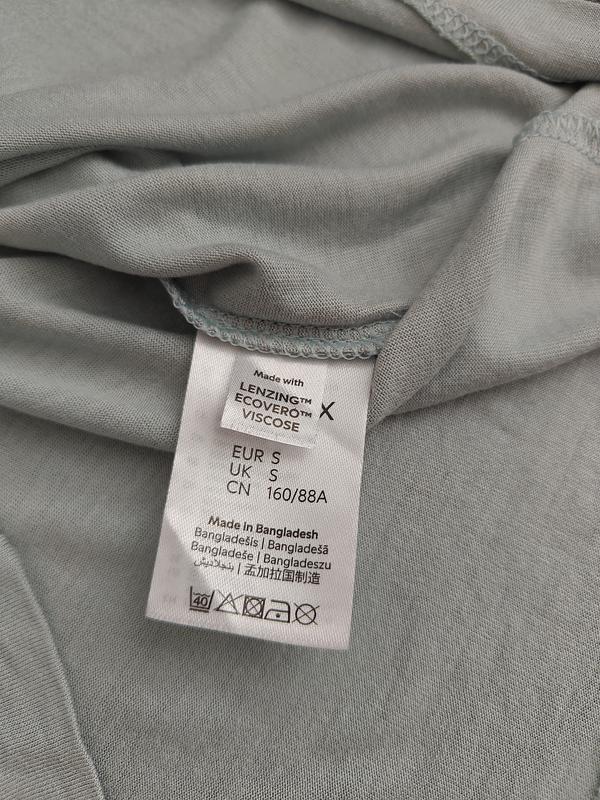 Made with
LENZING™
ECOVERO™
VISCOSE
X
EUR S
UK S
CN 160/88A
Made in Bangladesh
Bangladešis | Bangladešā
Bangladeše | Bangladeszu
بنجلاديش | 孟加拉国制造
40